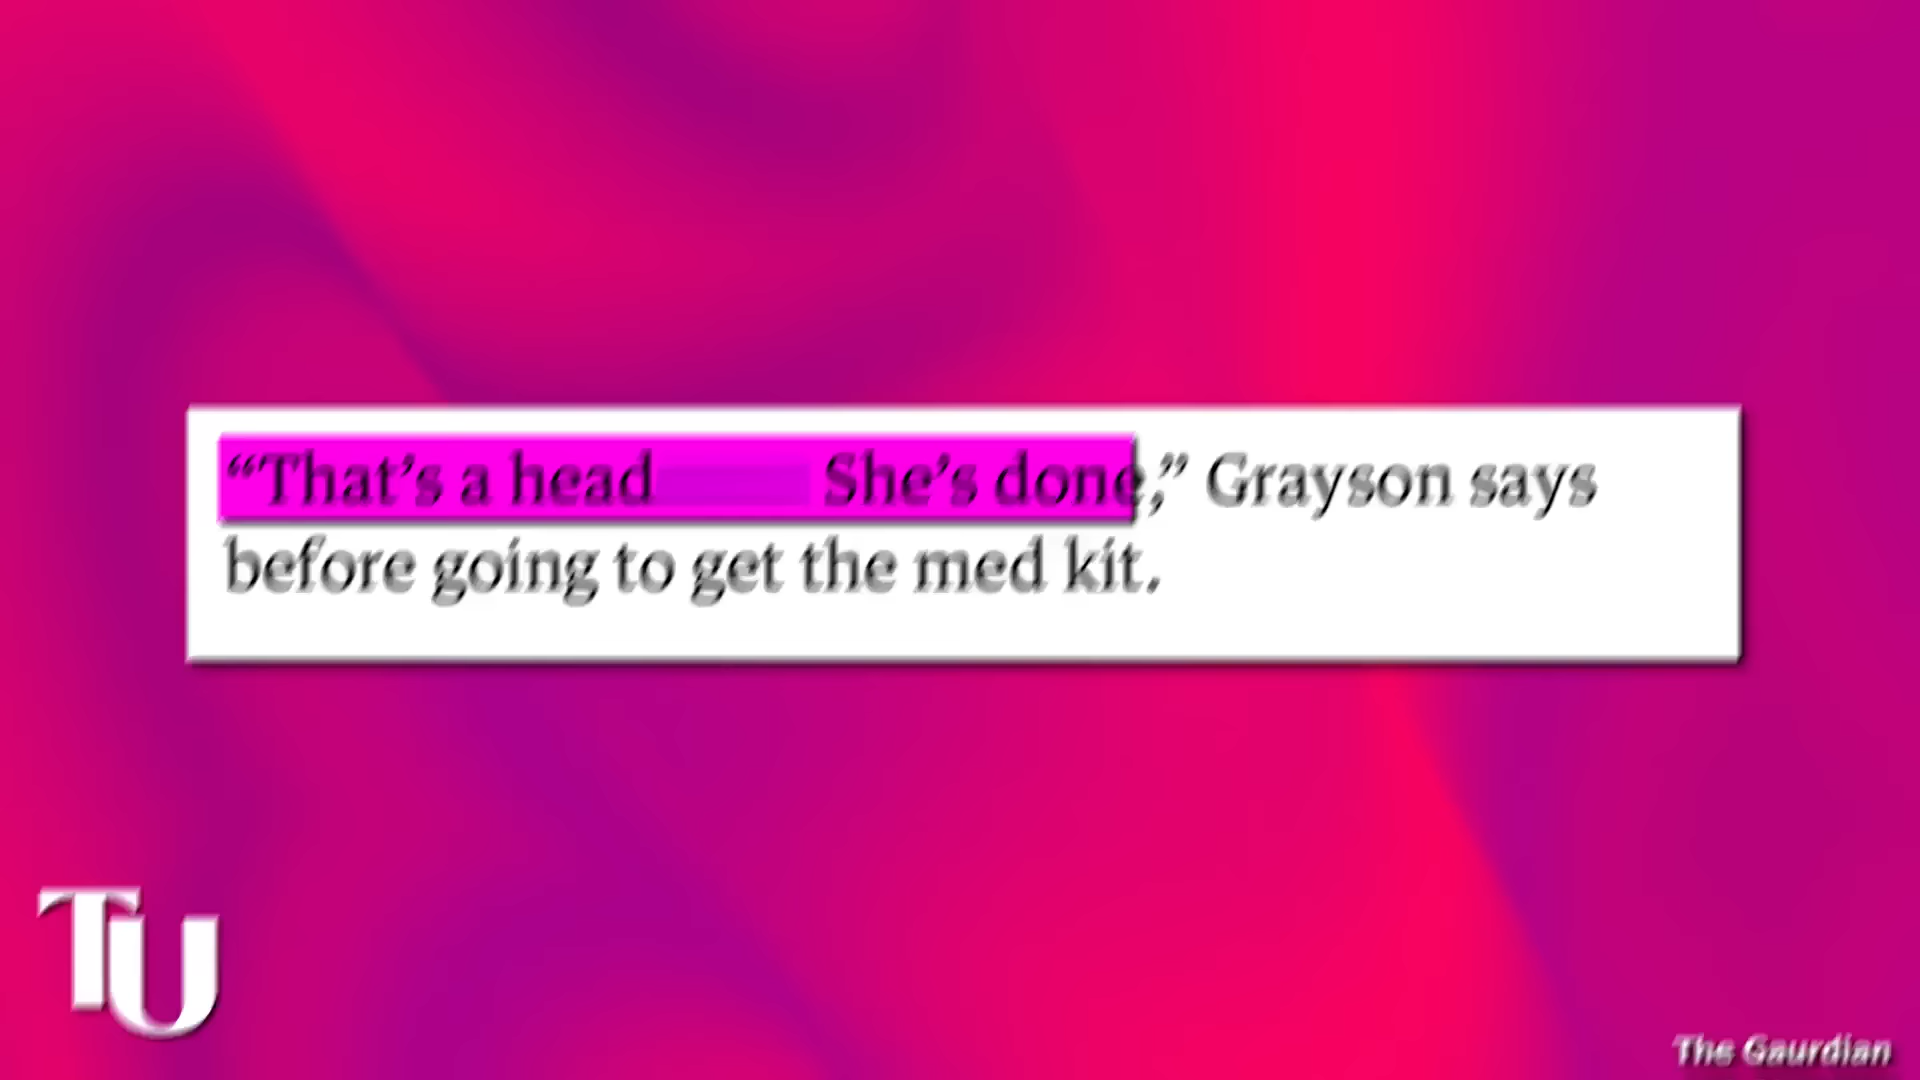 “That’s a head She’s done,” Grayson says
before going to get the med kit.
TU
The Gaurdian